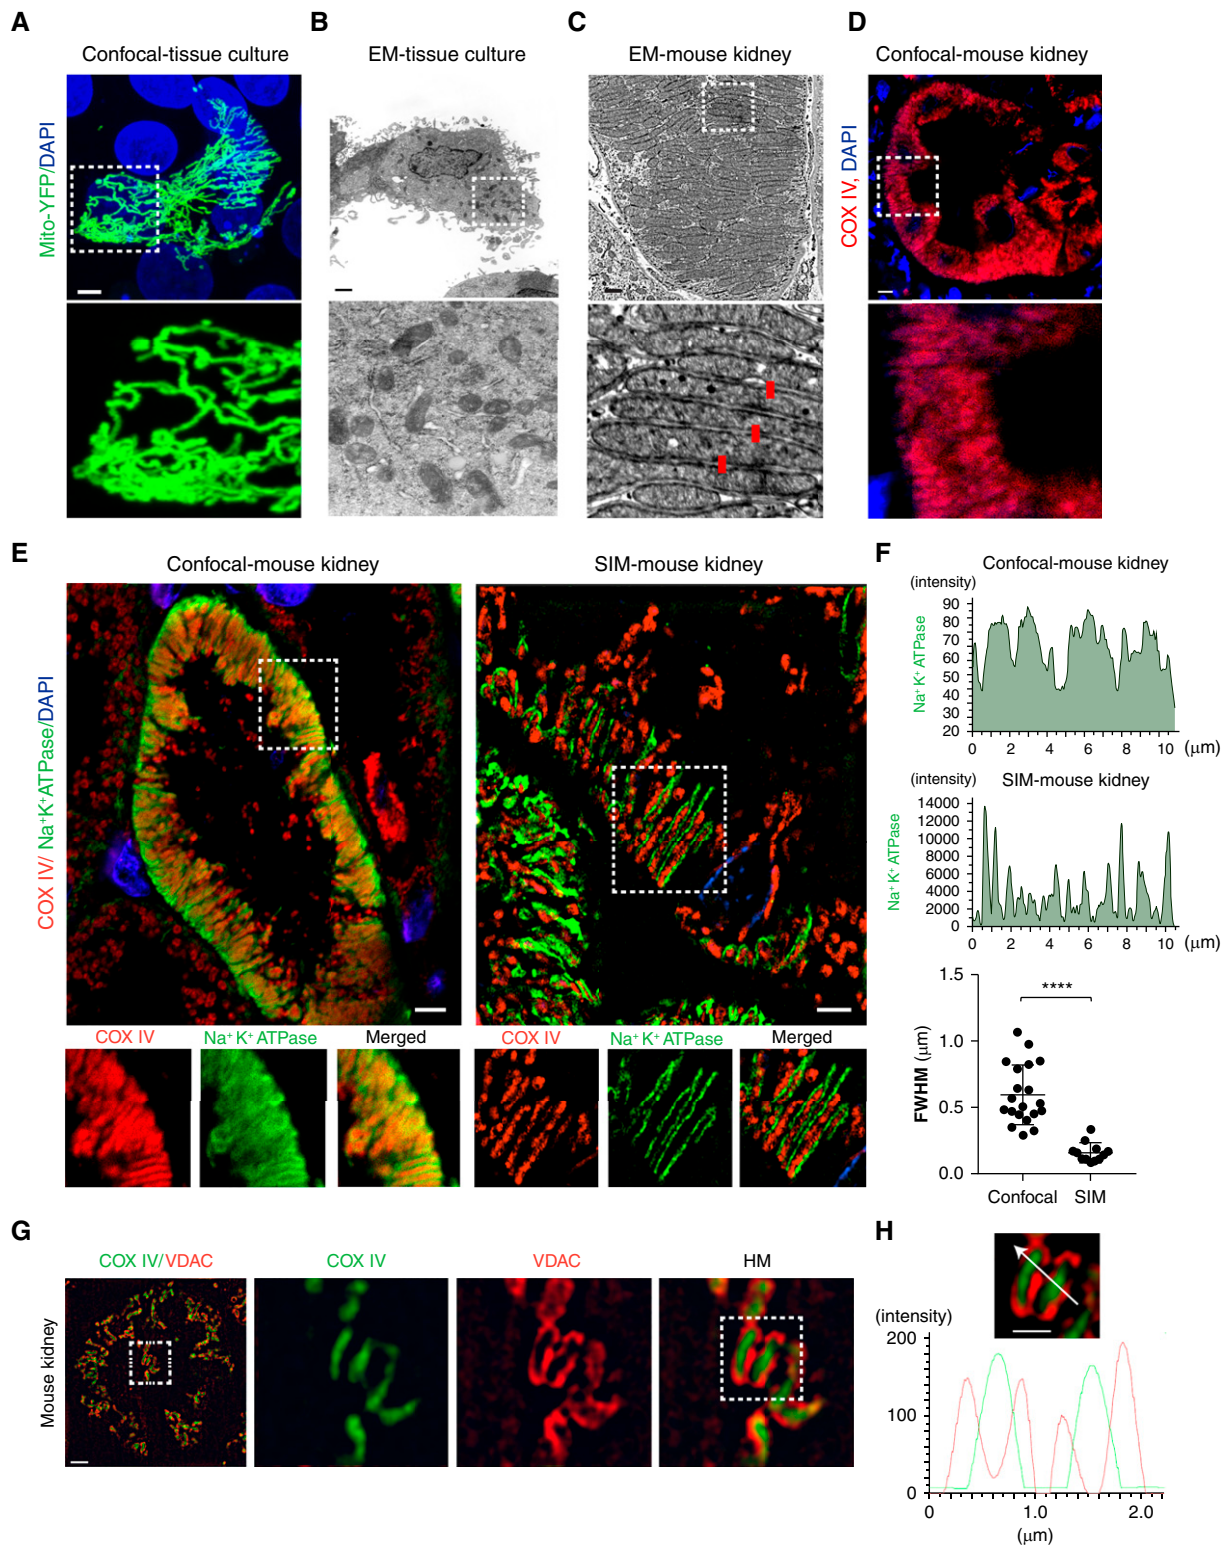 A
Confocal-tissue culture
Mito-YFP/DAPI
B
EM-tissue culture
C
EM-mouse kidney
D
Confocal-mouse kidney
COX IV, DAPI
E
Confocal-mouse kidney
SIM-mouse kidney
COX IV/ Na⁺K⁺ATPase/DAPI
COX IV
Na⁺ K⁺ ATPase
Merged
COX IV
Na⁺ K⁺ ATPase
Merged
F
Confocal-mouse kidney
(intensity)
Na⁺ K⁺ ATPase
90
70
60
50
40
30
20
0 2 4 6 8 10 (μm)
(intensity)
SIM-mouse kidney
Na⁺ K⁺ ATPase
14000
12000
10000
8000
6000
4000
2000
0
0 2 4 6 8 10 (μm)
FWHM (μm)
1.5
1.0
0.5
0.0
****
Confocal SIM
G
Mouse kidney
COX IV/VDAC
COX IV
VDAC
HM
H
(intensity)
200
100
0
0 1.0 2.0
(μm)